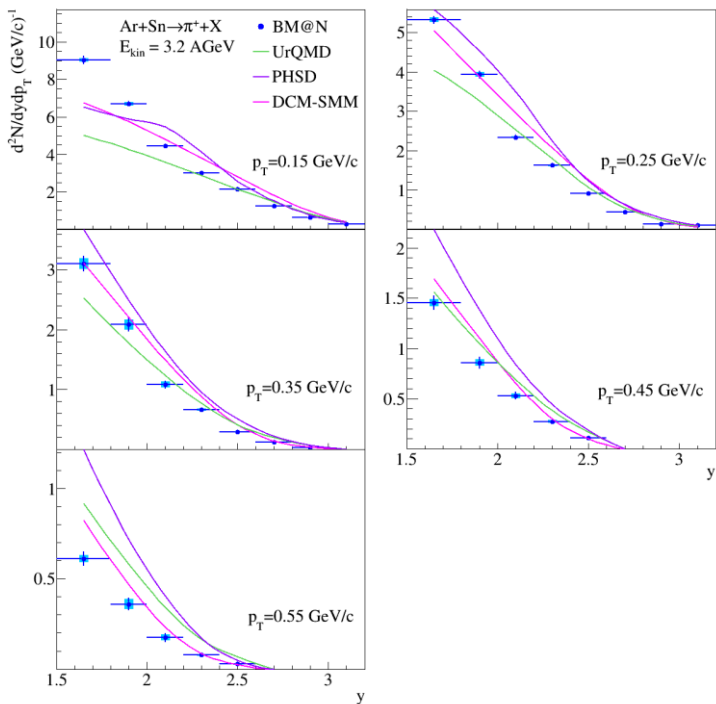 Ar+Sn→π⁺+X
E_kin = 3.2 AGeV
BM@N
UrQMD
PHSD
DCM-SMM
d²N/dydp_T (GeV/c)⁻¹
10
8
6
4
2
p_T=0.15 GeV/c
5
4
3
2
1
p_T=0.25 GeV/c
3
2
1
p_T=0.35 GeV/c
2
1.5
1
0.5
p_T=0.45 GeV/c
1.5 2 2.5 3 y
1
0.5
p_T=0.55 GeV/c
1.5 2 2.5 3 y